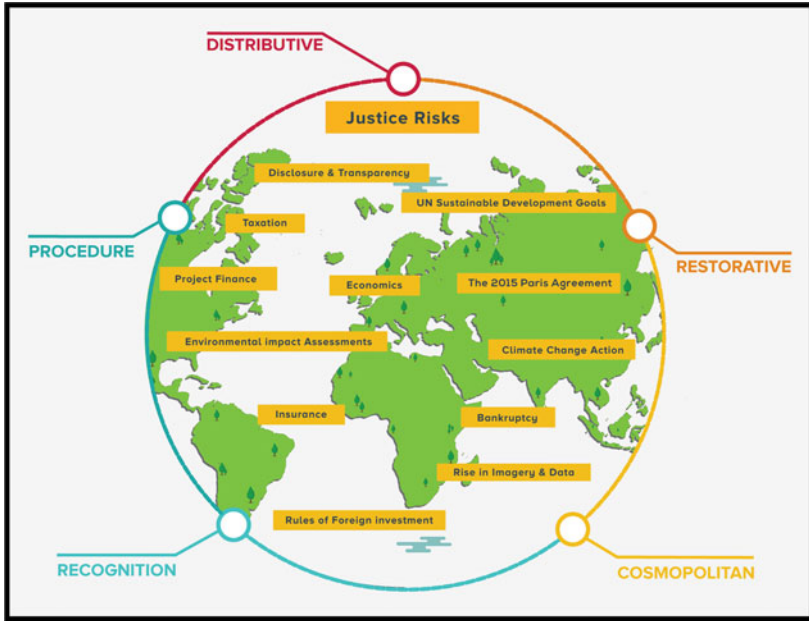 DISTRIBUTIVE
Justice Risks
Disclosure & Transparency
UN Sustainable Development Goals
Taxation
PROCEDURE
RESTORATIVE
Project Finance
Economics
The 2015 Paris Agreement
Environmental impact Assessments
Climate Change Action
Insurance
Bankruptcy
Rise in Imagery & Data
Rules of Foreign investment
RECOGNITION
COSMOPOLITAN